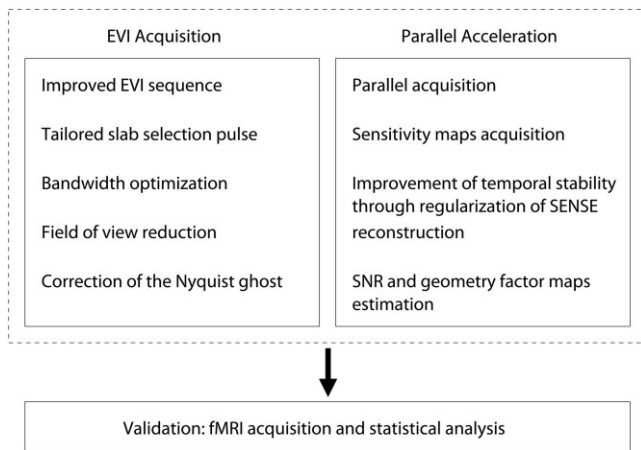 EVI Acquisition
Improved EVI sequence
Tailored slab selection pulse
Bandwidth optimization
Field of view reduction
Correction of the Nyquist ghost
Parallel Acceleration
Parallel acquisition
Sensitivity maps acquisition
Improvement of temporal stability
through regularization of SENSE
reconstruction
SNR and geometry factor maps
estimation
Validation: fMRI acquisition and statistical analysis